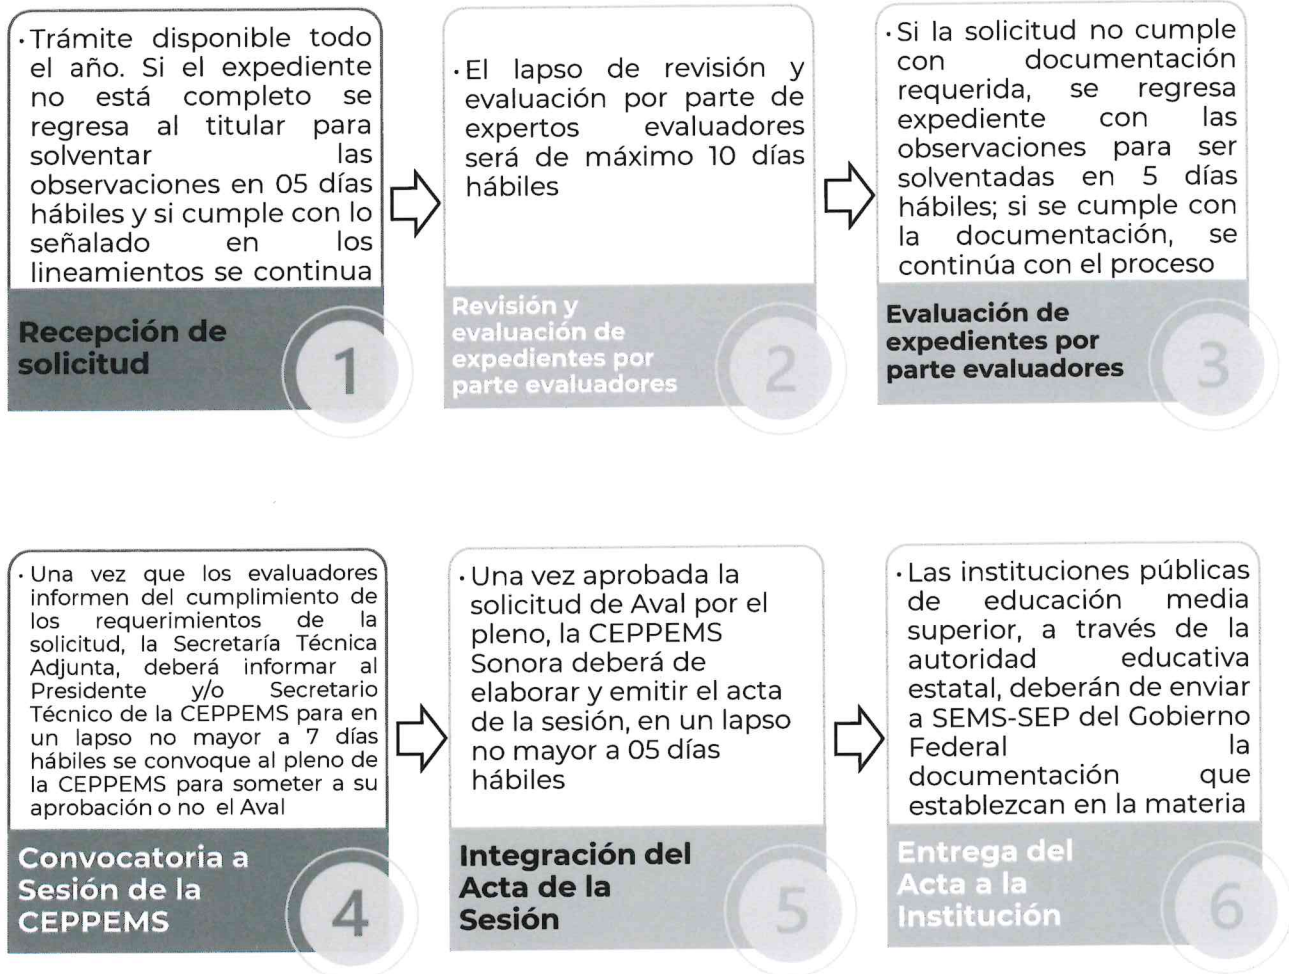 ·Trámite disponible todo
el año. Si el expediente
no está completo se
regresa al titular para
solventar las
observaciones en 05 días
hábiles y si cumple con lo
señalado en los
lineamientos se continua
Recepción de
solicitud
1
·El lapso de revisión y
evaluación por parte de
expertos evaluadores
será de máximo 10 días
hábiles
Revisión y
evaluación de
expedientes por
parte evaluadores
2
·Si la solicitud no cumple
con documentación
requerida, se regresa
expediente con las
observaciones para ser
solventadas en 5 días
hábiles; si se cumple con
la documentación, se
continúa con el proceso
Evaluación de
expedientes por
parte evaluadores
3
·Una vez que los evaluadores
informen del cumplimiento de
los requerimientos de la
solicitud, la Secretaría Técnica
Adjunta, deberá informar al
Presidente y/o Secretario
Técnico de la CEPPEMS para en
un lapso no mayor a 7 días
hábiles se convoque al pleno de
la CEPPEMS para someter a su
aprobación o no el Aval
Convocatoria a
Sesión de la
CEPPEMS
4
·Una vez aprobada la
solicitud de Aval por el
pleno, la CEPPEMS
Sonora deberá de
elaborar y emitir el acta
de la sesión, en un lapso
no mayor a 05 días
hábiles
Integración del
Acta de la
Sesión
5
·Las instituciones públicas
de educación media
superior, a través de la
autoridad educativa
estatal, deberán de enviar
a SEMS-SEP del Gobierno
Federal la
documentación que
establezcan en la materia
Entrega del
Acta a la
Institución
6